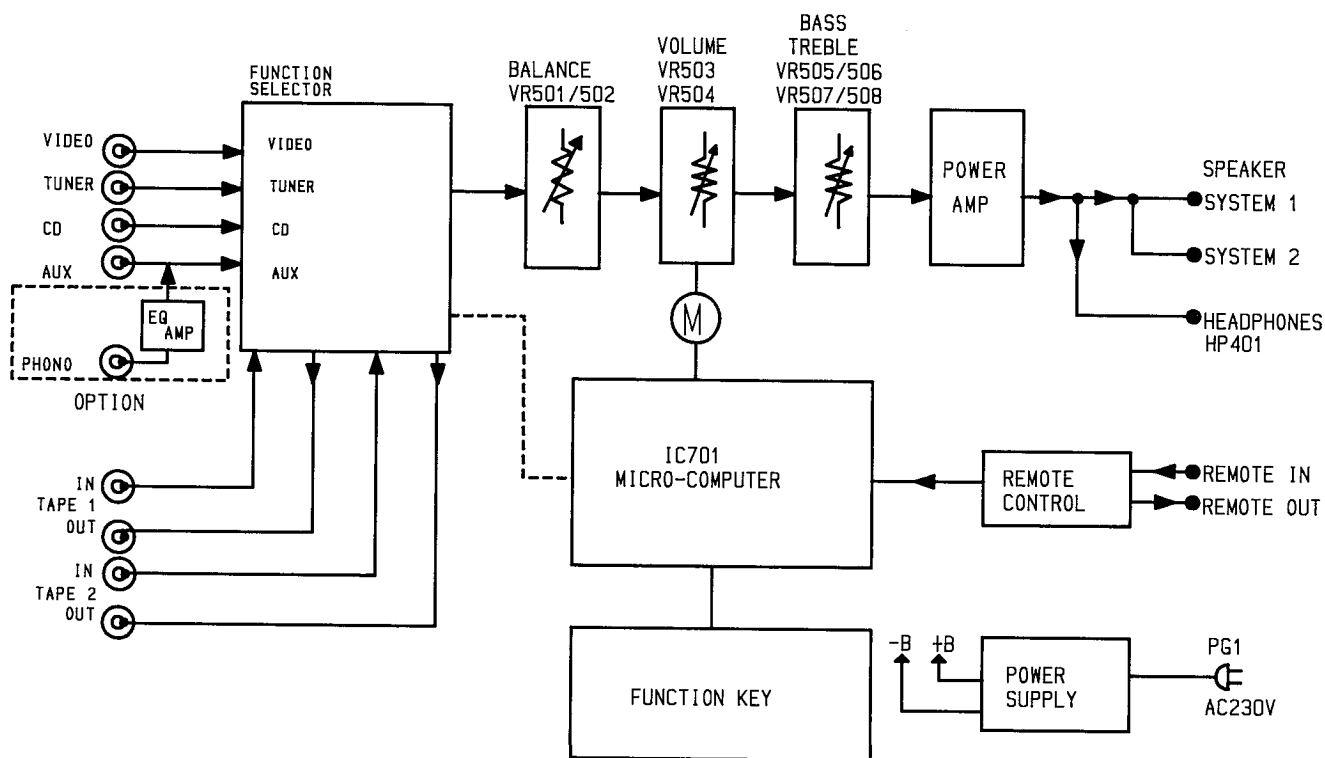 FUNCTION
SELECTOR
BALANCE
VR501/502
VOLUME
VR503
VR504
BASS
TREBLE
VR505/506
VR507/508
VIDEO
TUNER
CD
AUX
VIDEO
TUNER
CD
AUX
EQ
AMP
PHONO
OPTION
POWER
AMP
SPEAKER
SYSTEM 1
SYSTEM 2
HEADPHONES
HP401
M
IN
TAPE 1
OUT
IN
TAPE 2
OUT
IC701
MICRO-COMPUTER
REMOTE
CONTROL
REMOTE IN
REMOTE OUT
FUNCTION KEY
-B +B
POWER
SUPPLY
PG1
AC230V